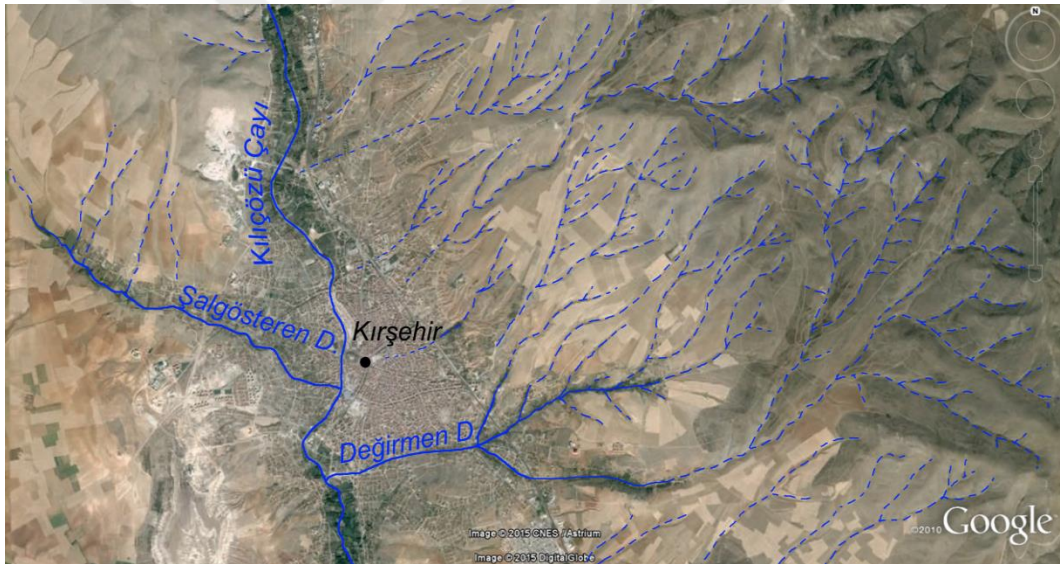 N
Kılıçözü Çayı
Şalgösteren D.
Kırşehir
Değirmen D.
Image © 2015 CNES / Astrium
Image © 2015 DigitalGlobe
©2010 Google